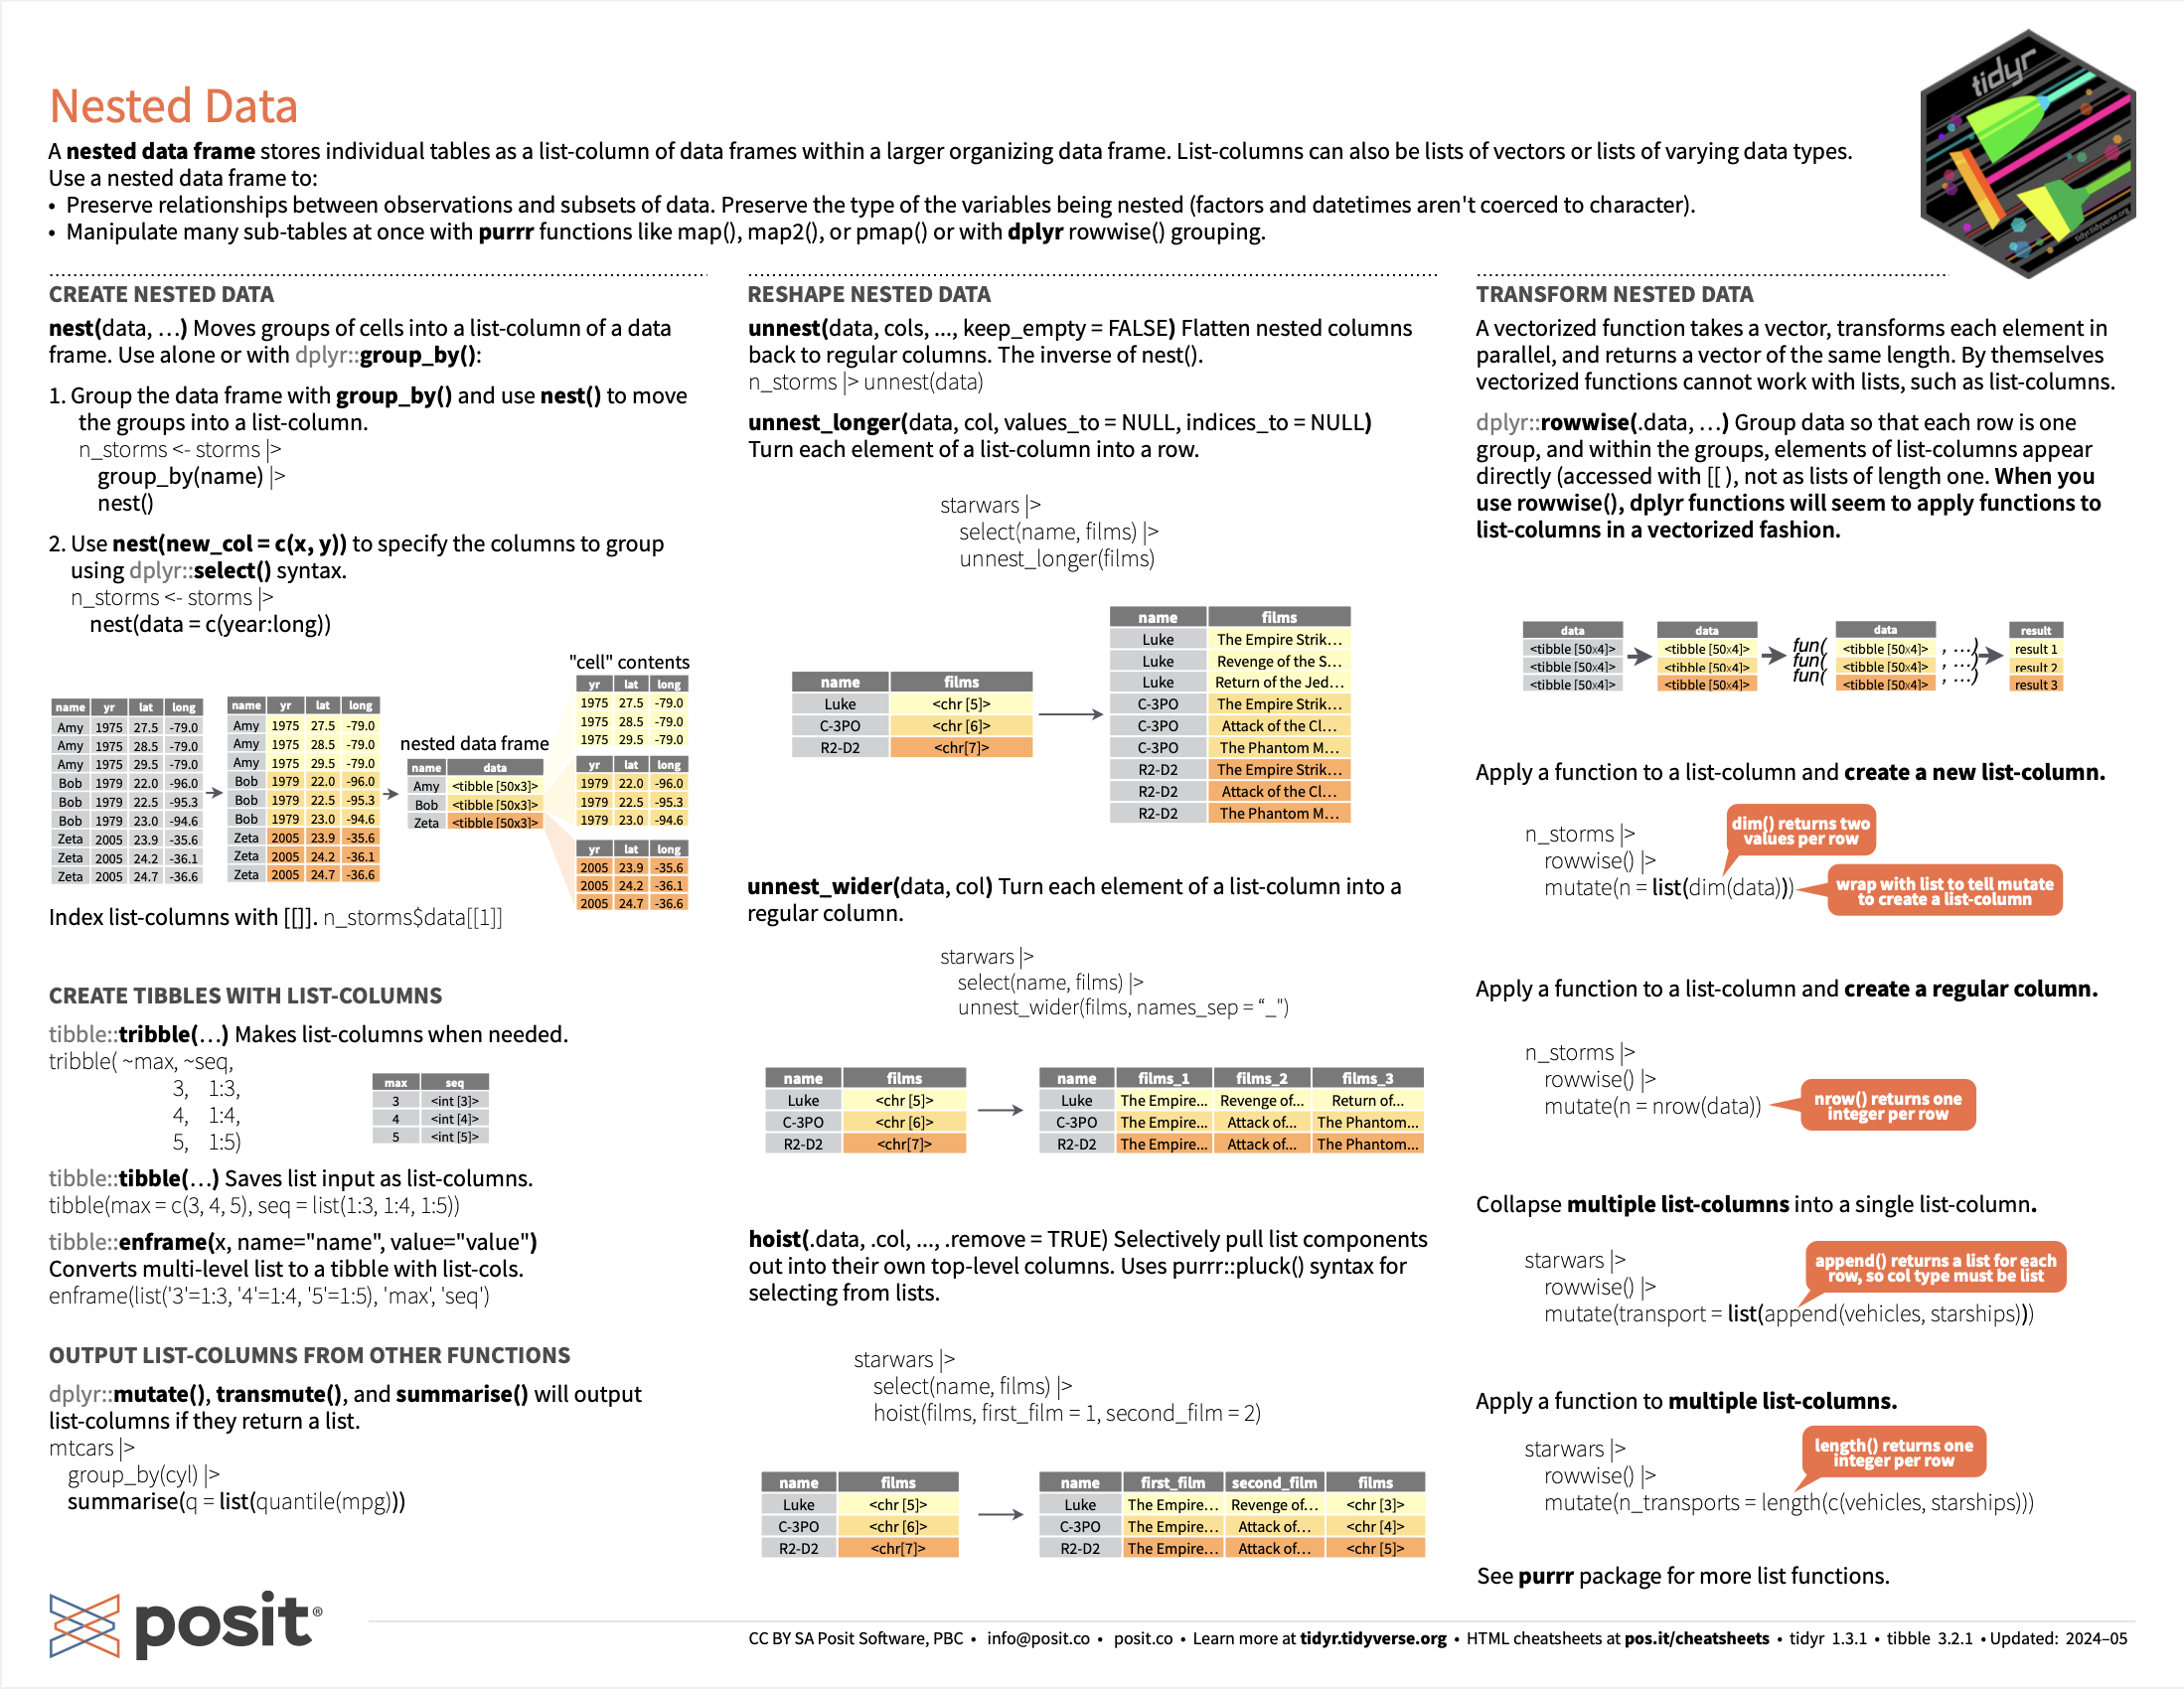 tidyr
tidyr.tidyverse.org
Nested Data
A nested data frame stores individual tables as a list-column of data frames within a larger organizing data frame. List-columns can also be lists of vectors or lists of varying data types.
Use a nested data frame to:
• Preserve relationships between observations and subsets of data. Preserve the type of the variables being nested (factors and datetimes aren't coerced to character).
• Manipulate many sub-tables at once with purrr functions like map(), map2(), or pmap() or with dplyr rowwise() grouping.
CREATE NESTED DATA
nest(data, …) Moves groups of cells into a list-column of a data
frame. Use alone or with dplyr::group_by():
1. Group the data frame with group_by() and use nest() to move
the groups into a list-column.
n_storms <- storms |>
group_by(name) |>
nest()
2. Use nest(new_col = c(x, y)) to specify the columns to group
using dplyr::select() syntax.
n_storms <- storms |>
nest(data = c(year:long))
name yr lat long
Amy 1975 27.5 -79.0
Amy 1975 28.5 -79.0
Amy 1975 29.5 -79.0
Bob 1979 22.0 -96.0
Bob 1979 22.5 -95.3
Bob 1979 23.0 -94.6
Zeta 2005 23.9 -35.6
Zeta 2005 24.2 -36.1
Zeta 2005 24.7 -36.6
name yr lat long
Amy 1975 27.5 -79.0
Amy 1975 28.5 -79.0
Amy 1975 29.5 -79.0
Bob 1979 22.0 -96.0
Bob 1979 22.5 -95.3
Bob 1979 23.0 -94.6
Zeta 2005 23.9 -35.6
Zeta 2005 24.2 -36.1
Zeta 2005 24.7 -36.6
nested data frame
name data
Amy <tibble [50x3]>
Bob <tibble [50x3]>
Zeta <tibble [50x3]>
"cell" contents
yr lat long
1975 27.5 -79.0
1975 28.5 -79.0
1975 29.5 -79.0
yr lat long
1979 22.0 -96.0
1979 22.5 -95.3
1979 23.0 -94.6
yr lat long
2005 23.9 -35.6
2005 24.2 -36.1
2005 24.7 -36.6
Index list-columns with [[]]. n_storms$data[[1]]
CREATE TIBBLES WITH LIST-COLUMNS
tibble::tribble(…) Makes list-columns when needed.
tribble( ~max, ~seq,
3, 1:3,
4, 1:4,
5, 1:5)
max seq
3 <int [3]>
4 <int [4]>
5 <int [5]>
tibble::tibble(…) Saves list input as list-columns.
tibble(max = c(3, 4, 5), seq = list(1:3, 1:4, 1:5))
tibble::enframe(x, name="name", value="value")
Converts multi-level list to a tibble with list-cols.
enframe(list('3'=1:3, '4'=1:4, '5'=1:5), 'max', 'seq')
OUTPUT LIST-COLUMNS FROM OTHER FUNCTIONS
dplyr::mutate(), transmute(), and summarise() will output
list-columns if they return a list.
mtcars |>
group_by(cyl) |>
summarise(q = list(quantile(mpg)))
RESHAPE NESTED DATA
unnest(data, cols, ..., keep_empty = FALSE) Flatten nested columns
back to regular columns. The inverse of nest().
n_storms |> unnest(data)
unnest_longer(data, col, values_to = NULL, indices_to = NULL)
Turn each element of a list-column into a row.
starwars |>
select(name, films) |>
unnest_longer(films)
name films
Luke <chr [5]>
C-3PO <chr [6]>
R2-D2 <chr[7]>
name films
Luke The Empire Strik…
Luke Revenge of the S…
Luke Return of the Jed…
C-3PO The Empire Strik…
C-3PO Attack of the Cl…
C-3PO The Phantom M…
R2-D2 The Empire Strik…
R2-D2 Attack of the Cl…
R2-D2 The Phantom M…
unnest_wider(data, col) Turn each element of a list-column into a
regular column.
starwars |>
select(name, films) |>
unnest_wider(films, names_sep = “_")
name films
Luke <chr [5]>
C-3PO <chr [6]>
R2-D2 <chr[7]>
name films_1 films_2 films_3
Luke The Empire... Revenge of... Return of...
C-3PO The Empire... Attack of... The Phantom...
R2-D2 The Empire... Attack of... The Phantom...
hoist(.data, .col, ..., .remove = TRUE) Selectively pull list components
out into their own top-level columns. Uses purrr::pluck() syntax for
selecting from lists.
starwars |>
select(name, films) |>
hoist(films, first_film = 1, second_film = 2)
name films
Luke <chr [5]>
C-3PO <chr [6]>
R2-D2 <chr[7]>
name first_film second_film films
Luke The Empire… Revenge of… <chr [3]>
C-3PO The Empire… Attack of… <chr [4]>
R2-D2 The Empire… Attack of… <chr [5]>
TRANSFORM NESTED DATA
A vectorized function takes a vector, transforms each element in
parallel, and returns a vector of the same length. By themselves
vectorized functions cannot work with lists, such as list-columns.
dplyr::rowwise(.data, …) Group data so that each row is one
group, and within the groups, elements of list-columns appear
directly (accessed with [[ ), not as lists of length one. When you
use rowwise(), dplyr functions will seem to apply functions to
list-columns in a vectorized fashion.
data
<tibble [50x4]>
<tibble [50x4]>
<tibble [50x4]>
data
<tibble [50x4]>
<tibble [50x4]>
<tibble [50x4]>
fun(
fun(
fun(
data
<tibble [50x4]>
<tibble [50x4]>
<tibble [50x4]>
, …)
, …)
, …)
result
result 1
result 2
result 3
Apply a function to a list-column and create a new list-column.
n_storms |>
rowwise() |>
mutate(n = list(dim(data)))
dim() returns two
values per row
wrap with list to tell mutate
to create a list-column
Apply a function to a list-column and create a regular column.
n_storms |>
rowwise() |>
mutate(n = nrow(data))
nrow() returns one
integer per row
Collapse multiple list-columns into a single list-column.
starwars |>
rowwise() |>
mutate(transport = list(append(vehicles, starships)))
append() returns a list for each
row, so col type must be list
Apply a function to multiple list-columns.
starwars |>
rowwise() |>
mutate(n_transports = length(c(vehicles, starships)))
length() returns one
integer per row
See purrr package for more list functions.
posit®
CC BY SA Posit Software, PBC • info@posit.co • posit.co • Learn more at tidyr.tidyverse.org • HTML cheatsheets at pos.it/cheatsheets • tidyr 1.3.1 • tibble 3.2.1 • Updated: 2024–05